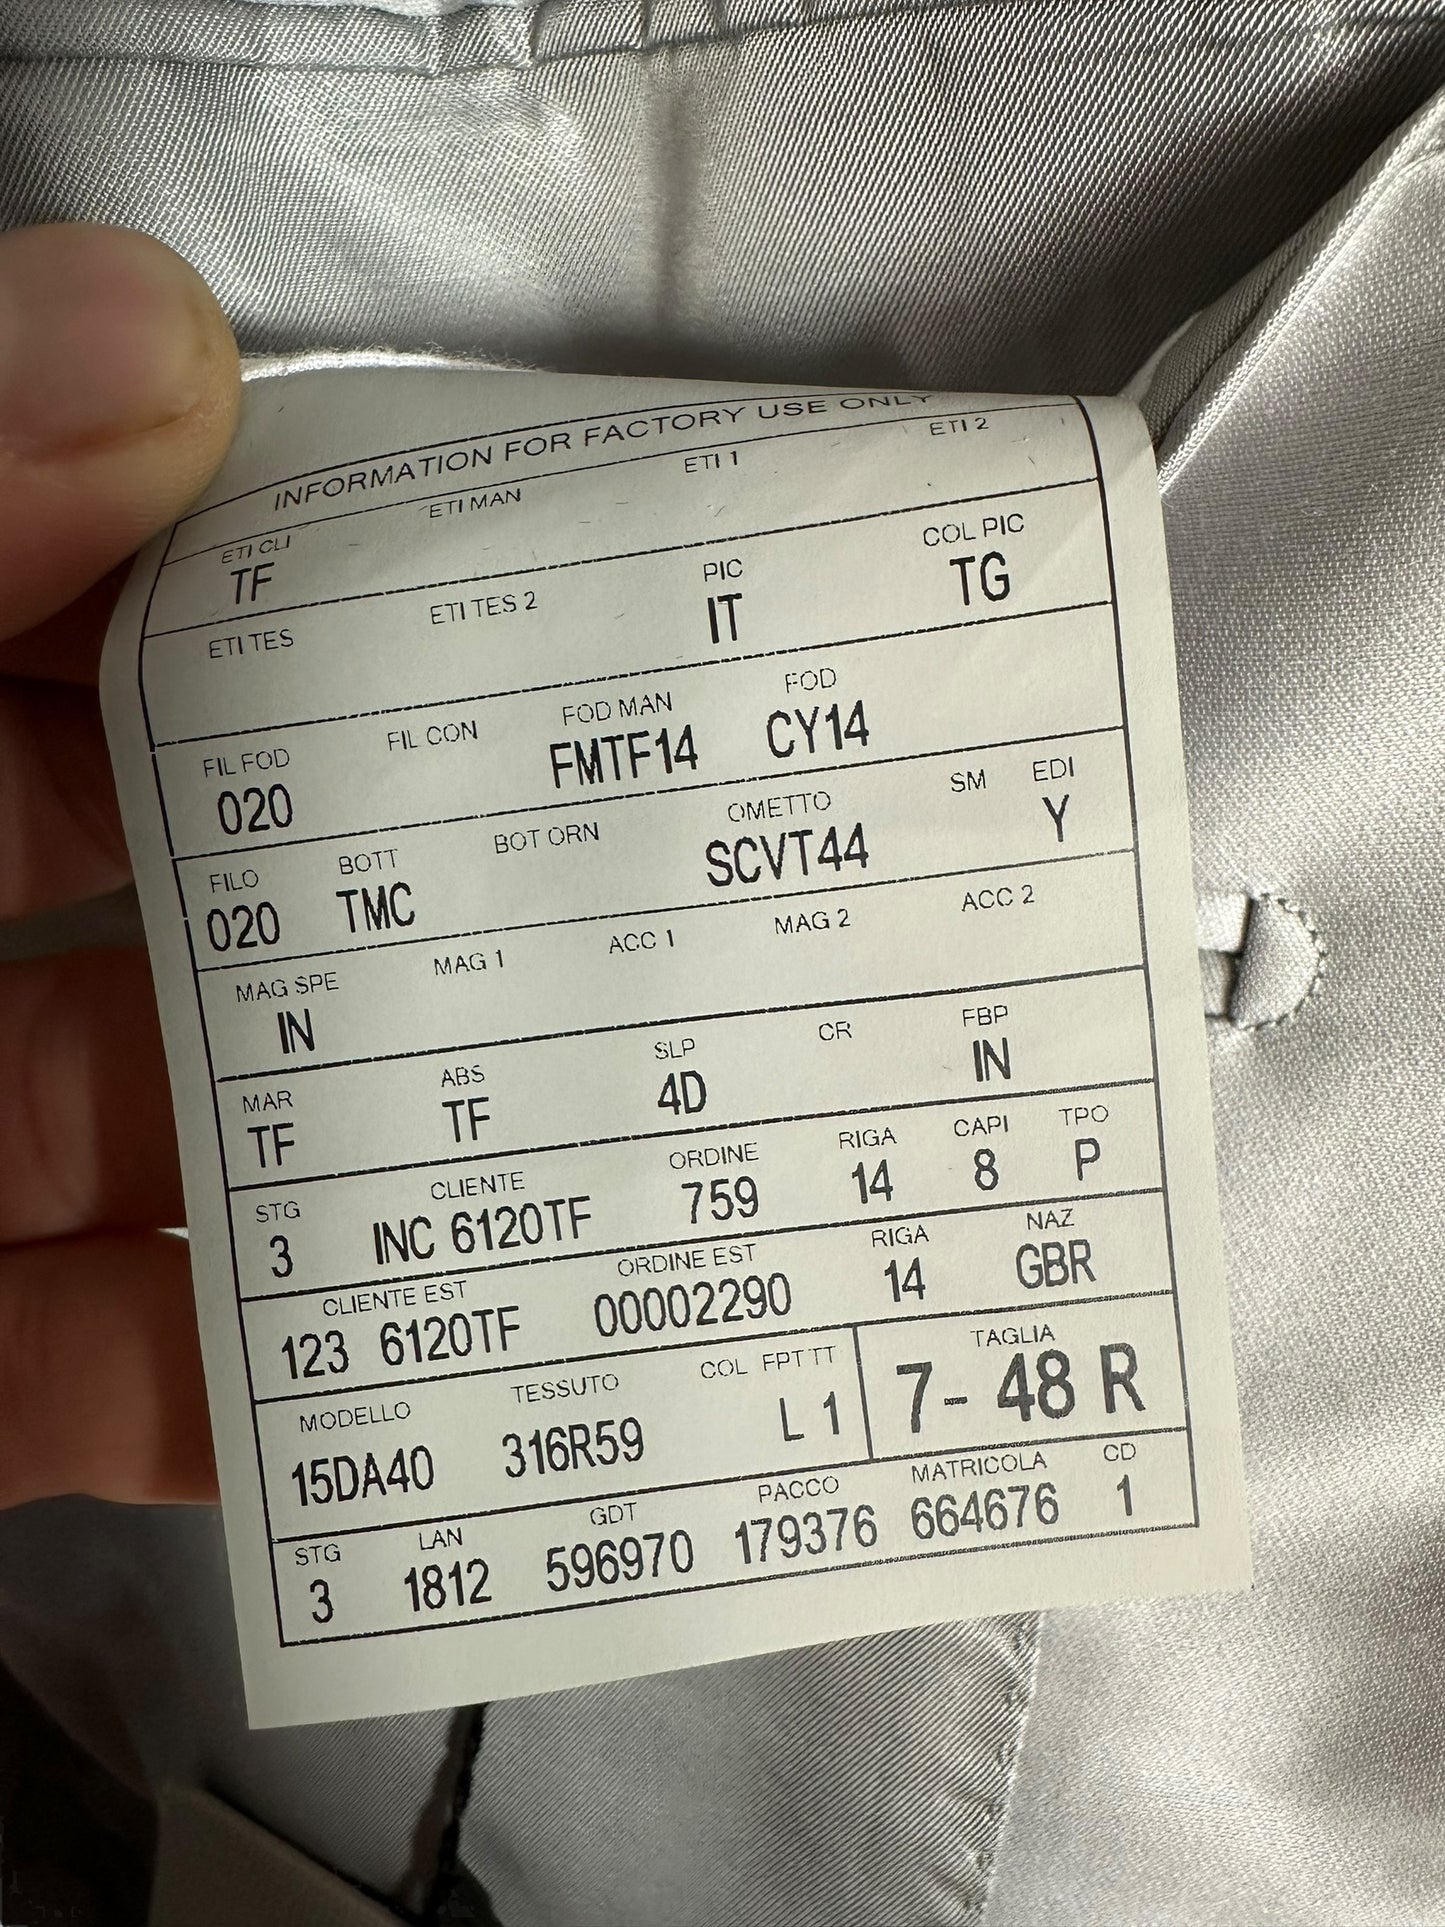 INFORMATION FOR FACTORY USE ONLY
ETI CLI ETI MAN ETI 1 ETI 2
TF
ETI TES ETI TES 2 PIC COL PIC
IT TG
FIL FOD FIL CON FOD MAN FOD
020 FMTF14 CY14
FILO BOTT BOT ORN OMETTO SM EDI
020 TMC SCVT44 Y
MAG SPE MAG 1 ACC 1 MAG 2 ACC 2
IN
MAR ABS SLP CR FBP
TF TF 4D IN
STG CLIENTE ORDINE RIGA CAPI TPO
3 INC 6120TF 759 14 8 P
CLIENTE EST ORDINE EST RIGA NAZ
123 6120TF 00002290 14 GBR
MODELLO TESSUTO COL FPT TT TAGLIA
15DA40 316R59 L 1 7- 48 R
STG LAN GDT PACCO MATRICOLA CD
3 1812 596970 179376 664676 1